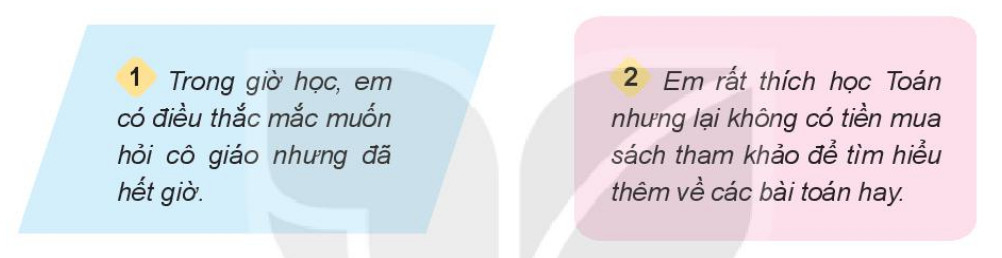 1 Trong giờ học, em
có điều thắc mắc muốn
hỏi cô giáo nhưng đã
hết giờ.
2 Em rất thích học Toán
nhưng lại không có tiền mua
sách tham khảo để tìm hiểu
thêm về các bài toán hay.